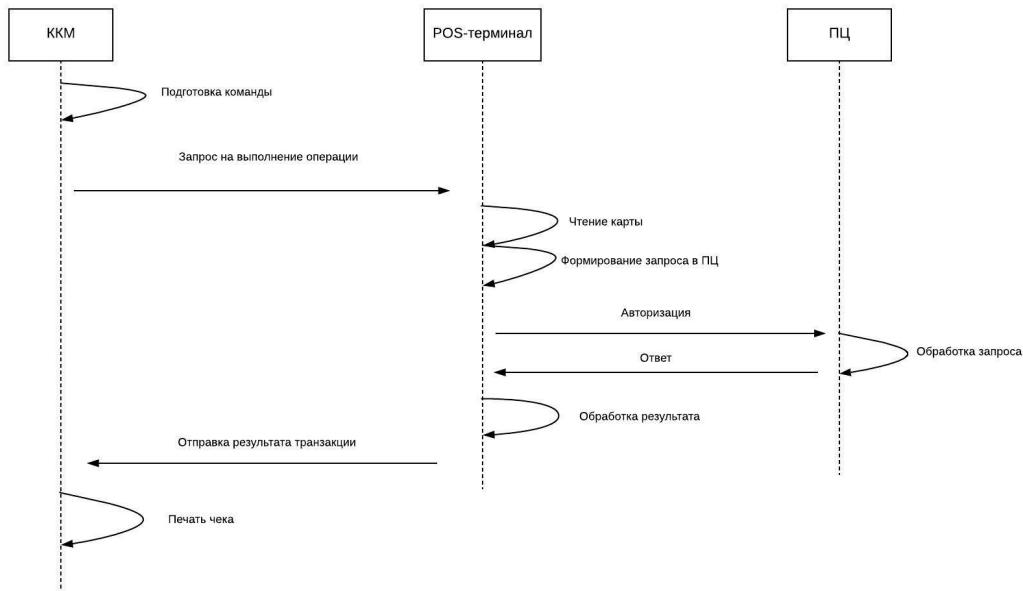 ККМ
POS-терминал
ПЦ
Подготовка команды
Запрос на выполнение операции
Чтение карты
Формирование запроса в ПЦ
Авторизация
Обработка запроса
Ответ
Обработка результата
Отправка результата транзакции
Печать чека